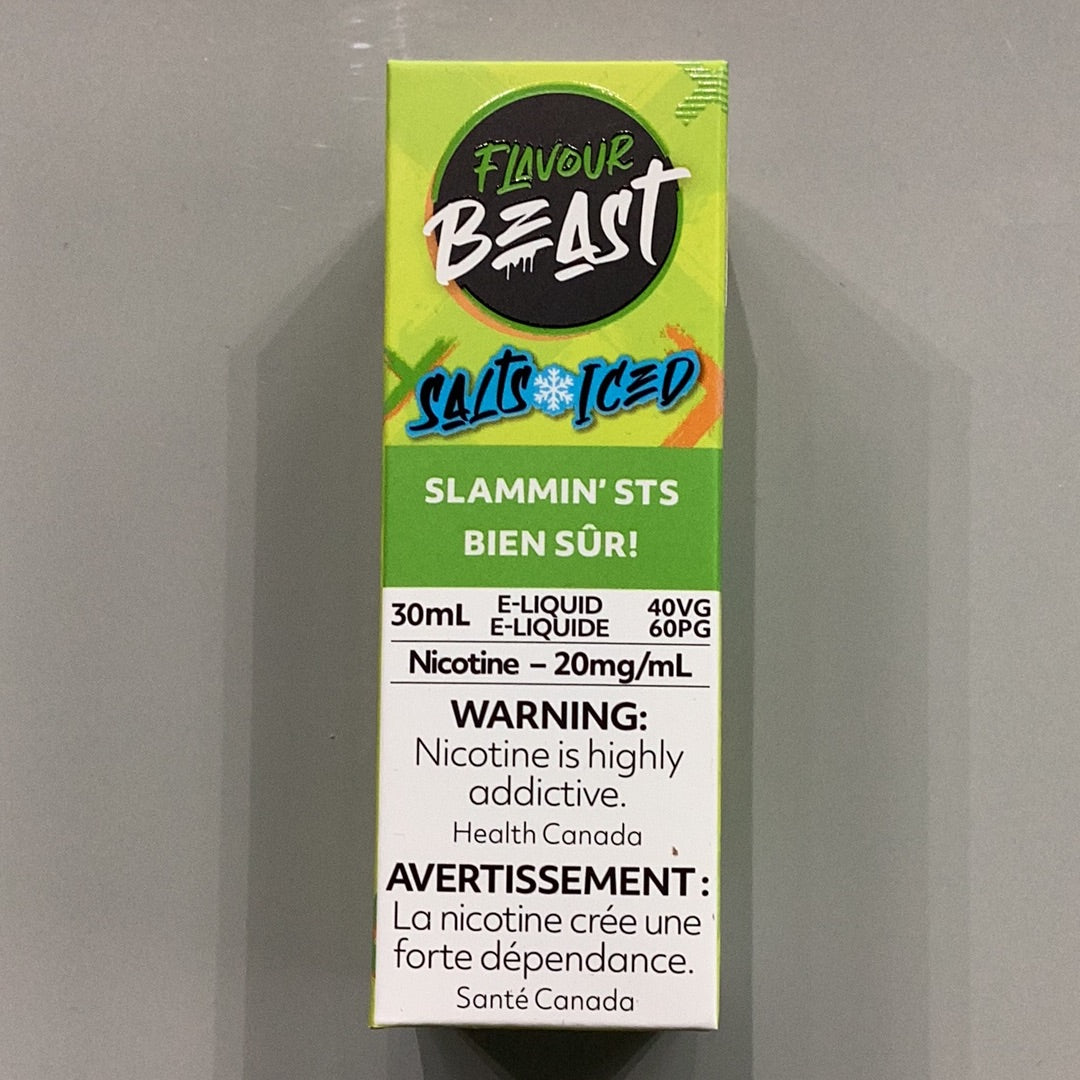 FLAVOUR
BEAST
SALTS ICED
SLAMMIN' STS
BIEN SÛR!
30mL E-LIQUID 40VG
E-LIQUIDE 60PG
Nicotine – 20mg/mL
WARNING:
Nicotine is highly
addictive.
Health Canada
AVERTISSEMENT :
La nicotine crée une
forte dépendance.
Santé Canada